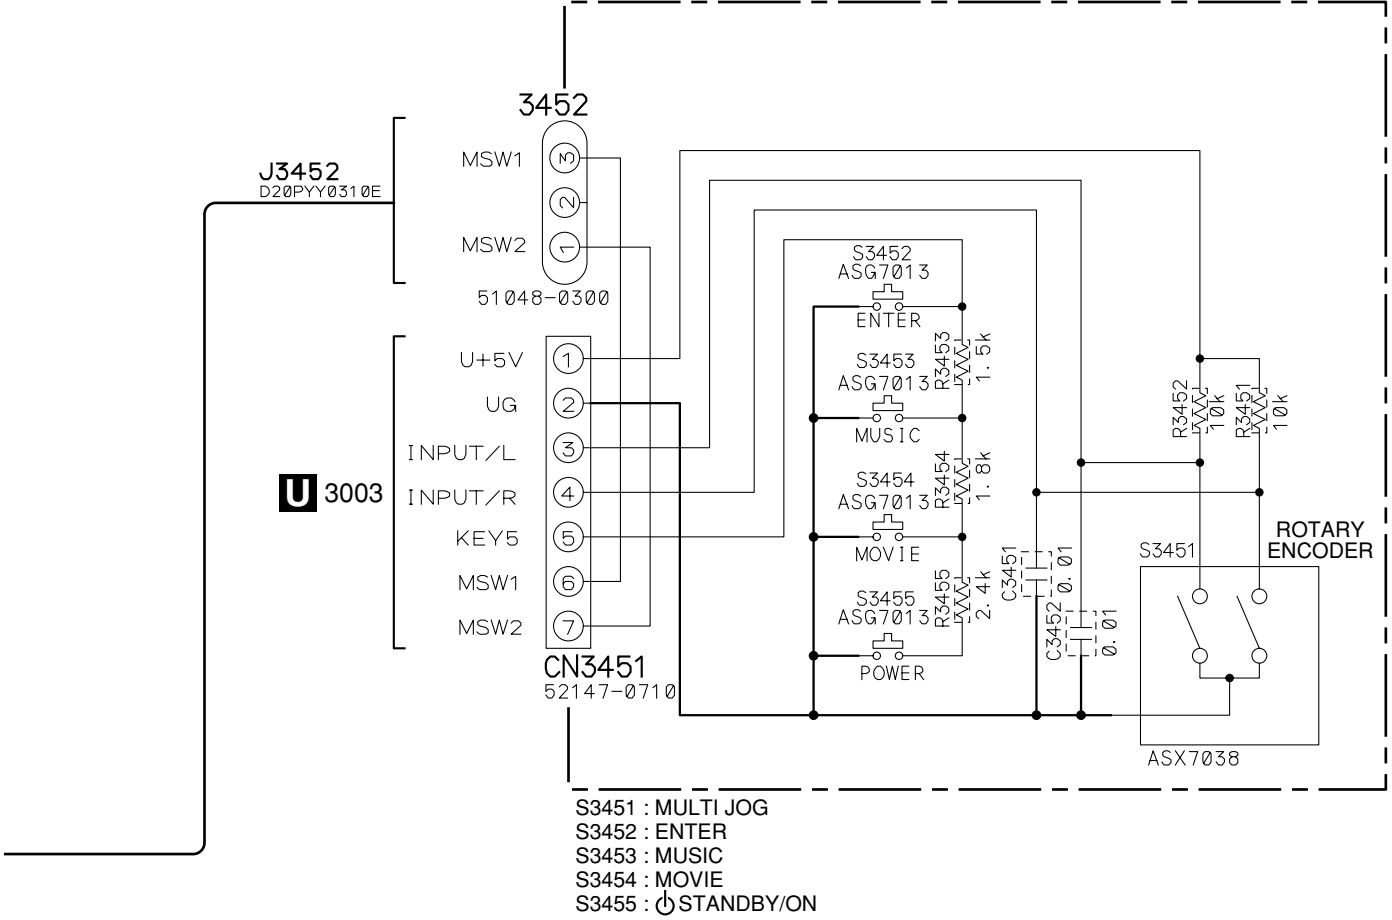 3452
MSW1
3
J3452
D20PYY0310E
2
MSW2
1
51048-0300
S3452
ASG7013
ENTER
R3453
1.5k
U+5V
1
S3453
ASG7013
MUSIC
R3452
10k
R3451
10k
UG
2
INPUT/L
3
S3454
ASG7013
MOVIE
R3454
1.8k
U 3003
INPUT/R
4
KEY5
5
ROTARY
ENCODER
S3451
C3451
0.01
MSW1
6
S3455
ASG7013
POWER
R3455
2.4k
C3452
0.01
MSW2
7
CN3451
52147-0710
ASX7038
S3451 : MULTI JOG
S3452 : ENTER
S3453 : MUSIC
S3454 : MOVIE
S3455 : ⏻ STANDBY/ON